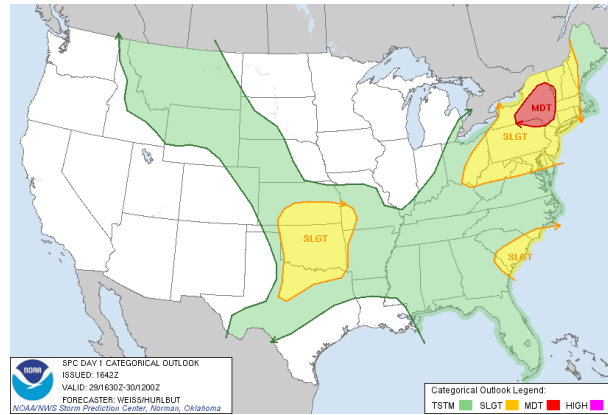 MDT
SLGT
SLGT
SLGT
NOAA
SPC DAY 1 CATEGORICAL OUTLOOK
ISSUED: 1642Z
VALID: 29/1630Z-30/1200Z
FORECASTER: WEISS/HURLBUT
NOAA/NWS Storm Prediction Center, Norman, Oklahoma
Categorical Outlook Legend:
TSTM SLGT MDT HIGH